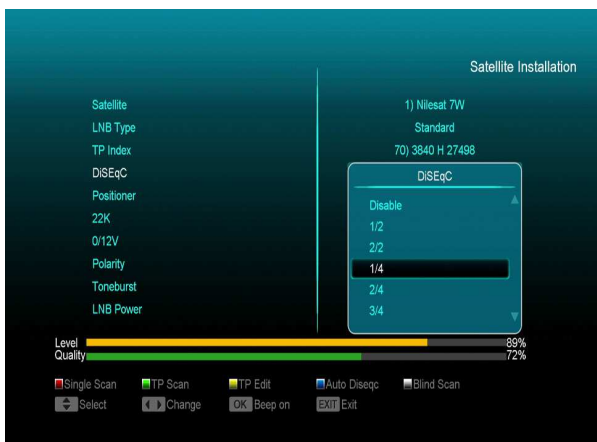 Satellite Installation
Satellite 1) Nilesat 7W
LNB Type Standard
TP Index 70) 3840 H 27498
DiSEqC DiSEqC
Positioner Disable
22K 1/2
0/12V 2/2
Polarity 1/4
Toneburst 2/4
LNB Power 3/4
Level 89%
Quality 72%
Single Scan TP Scan TP Edit Auto Diseqc Blind Scan
Select Change OK Beep on EXIT Exit